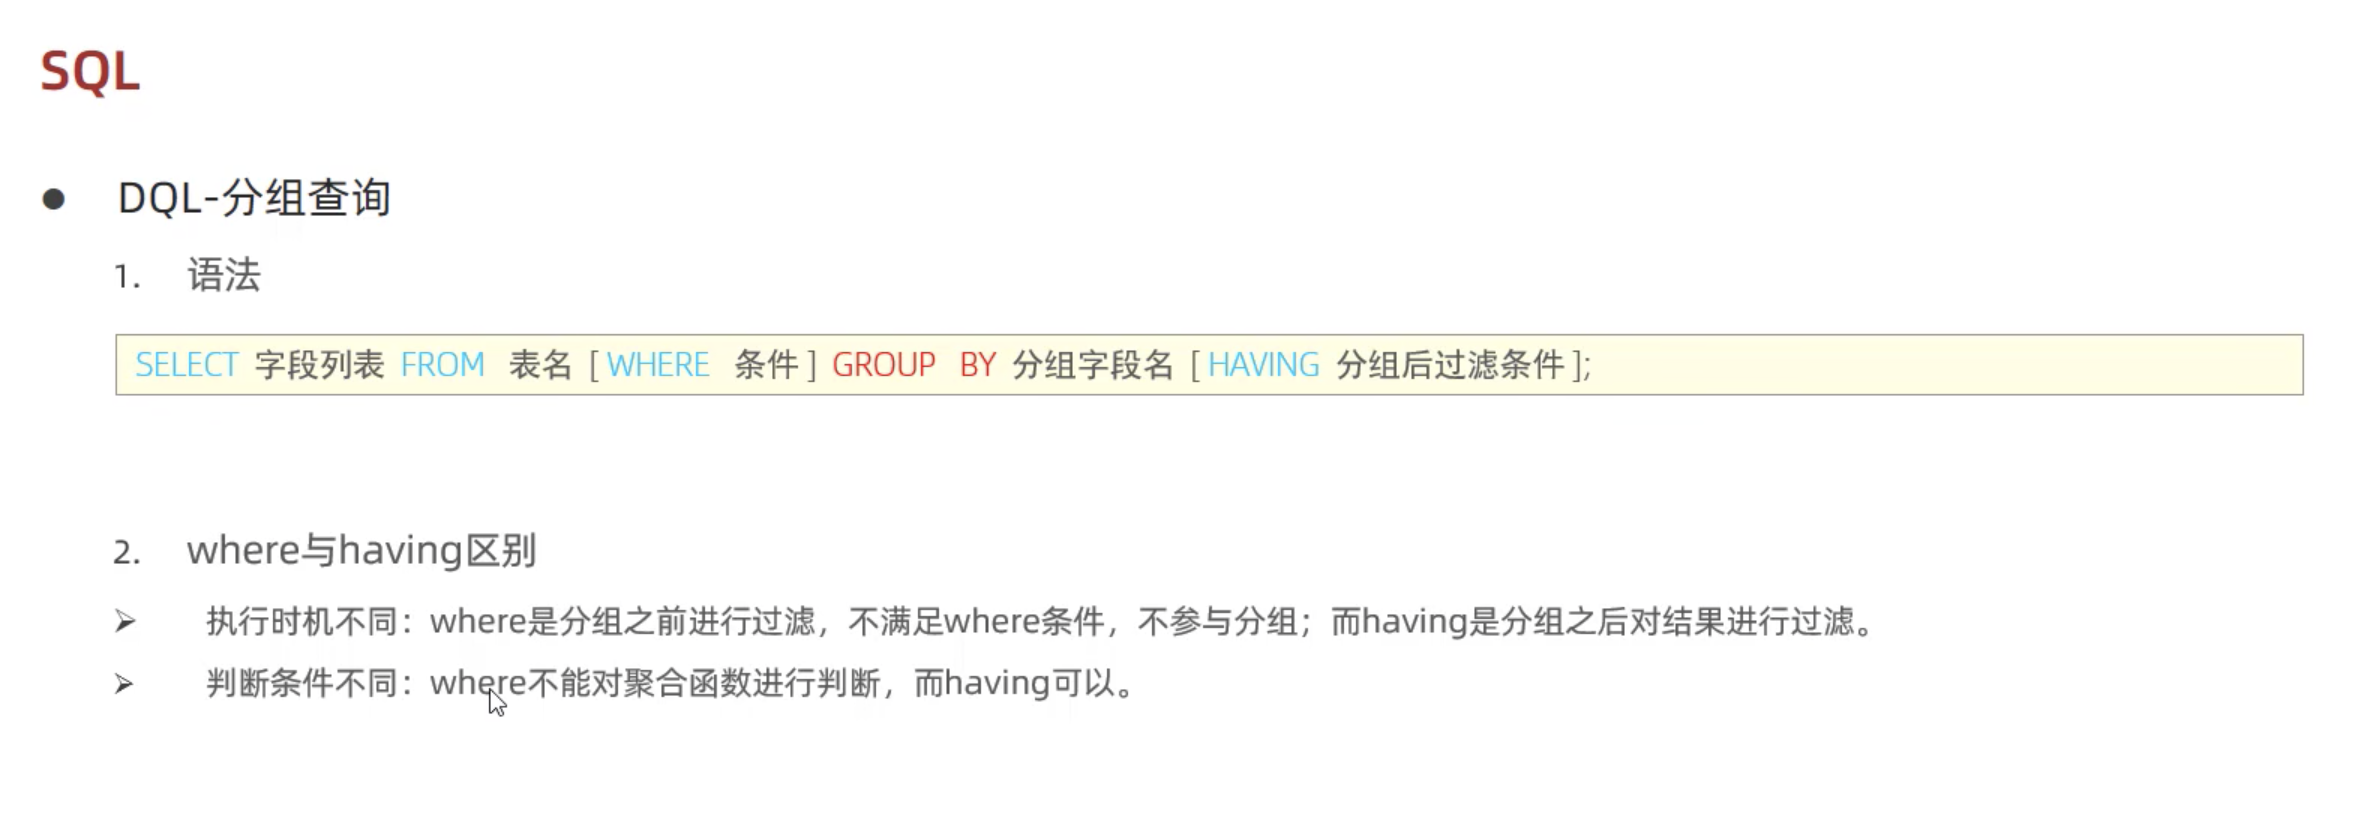 SQL
DQL-分组查询
1. 语法
SELECT 字段列表 FROM 表名 [ WHERE 条件 ] GROUP BY 分组字段名 [ HAVING 分组后过滤条件 ];
2. where与having区别
➢ 执行时机不同：where是分组之前进行过滤，不满足where条件，不参与分组；而having是分组之后对结果进行过滤。
➢ 判断条件不同：where不能对聚合函数进行判断，而having可以。